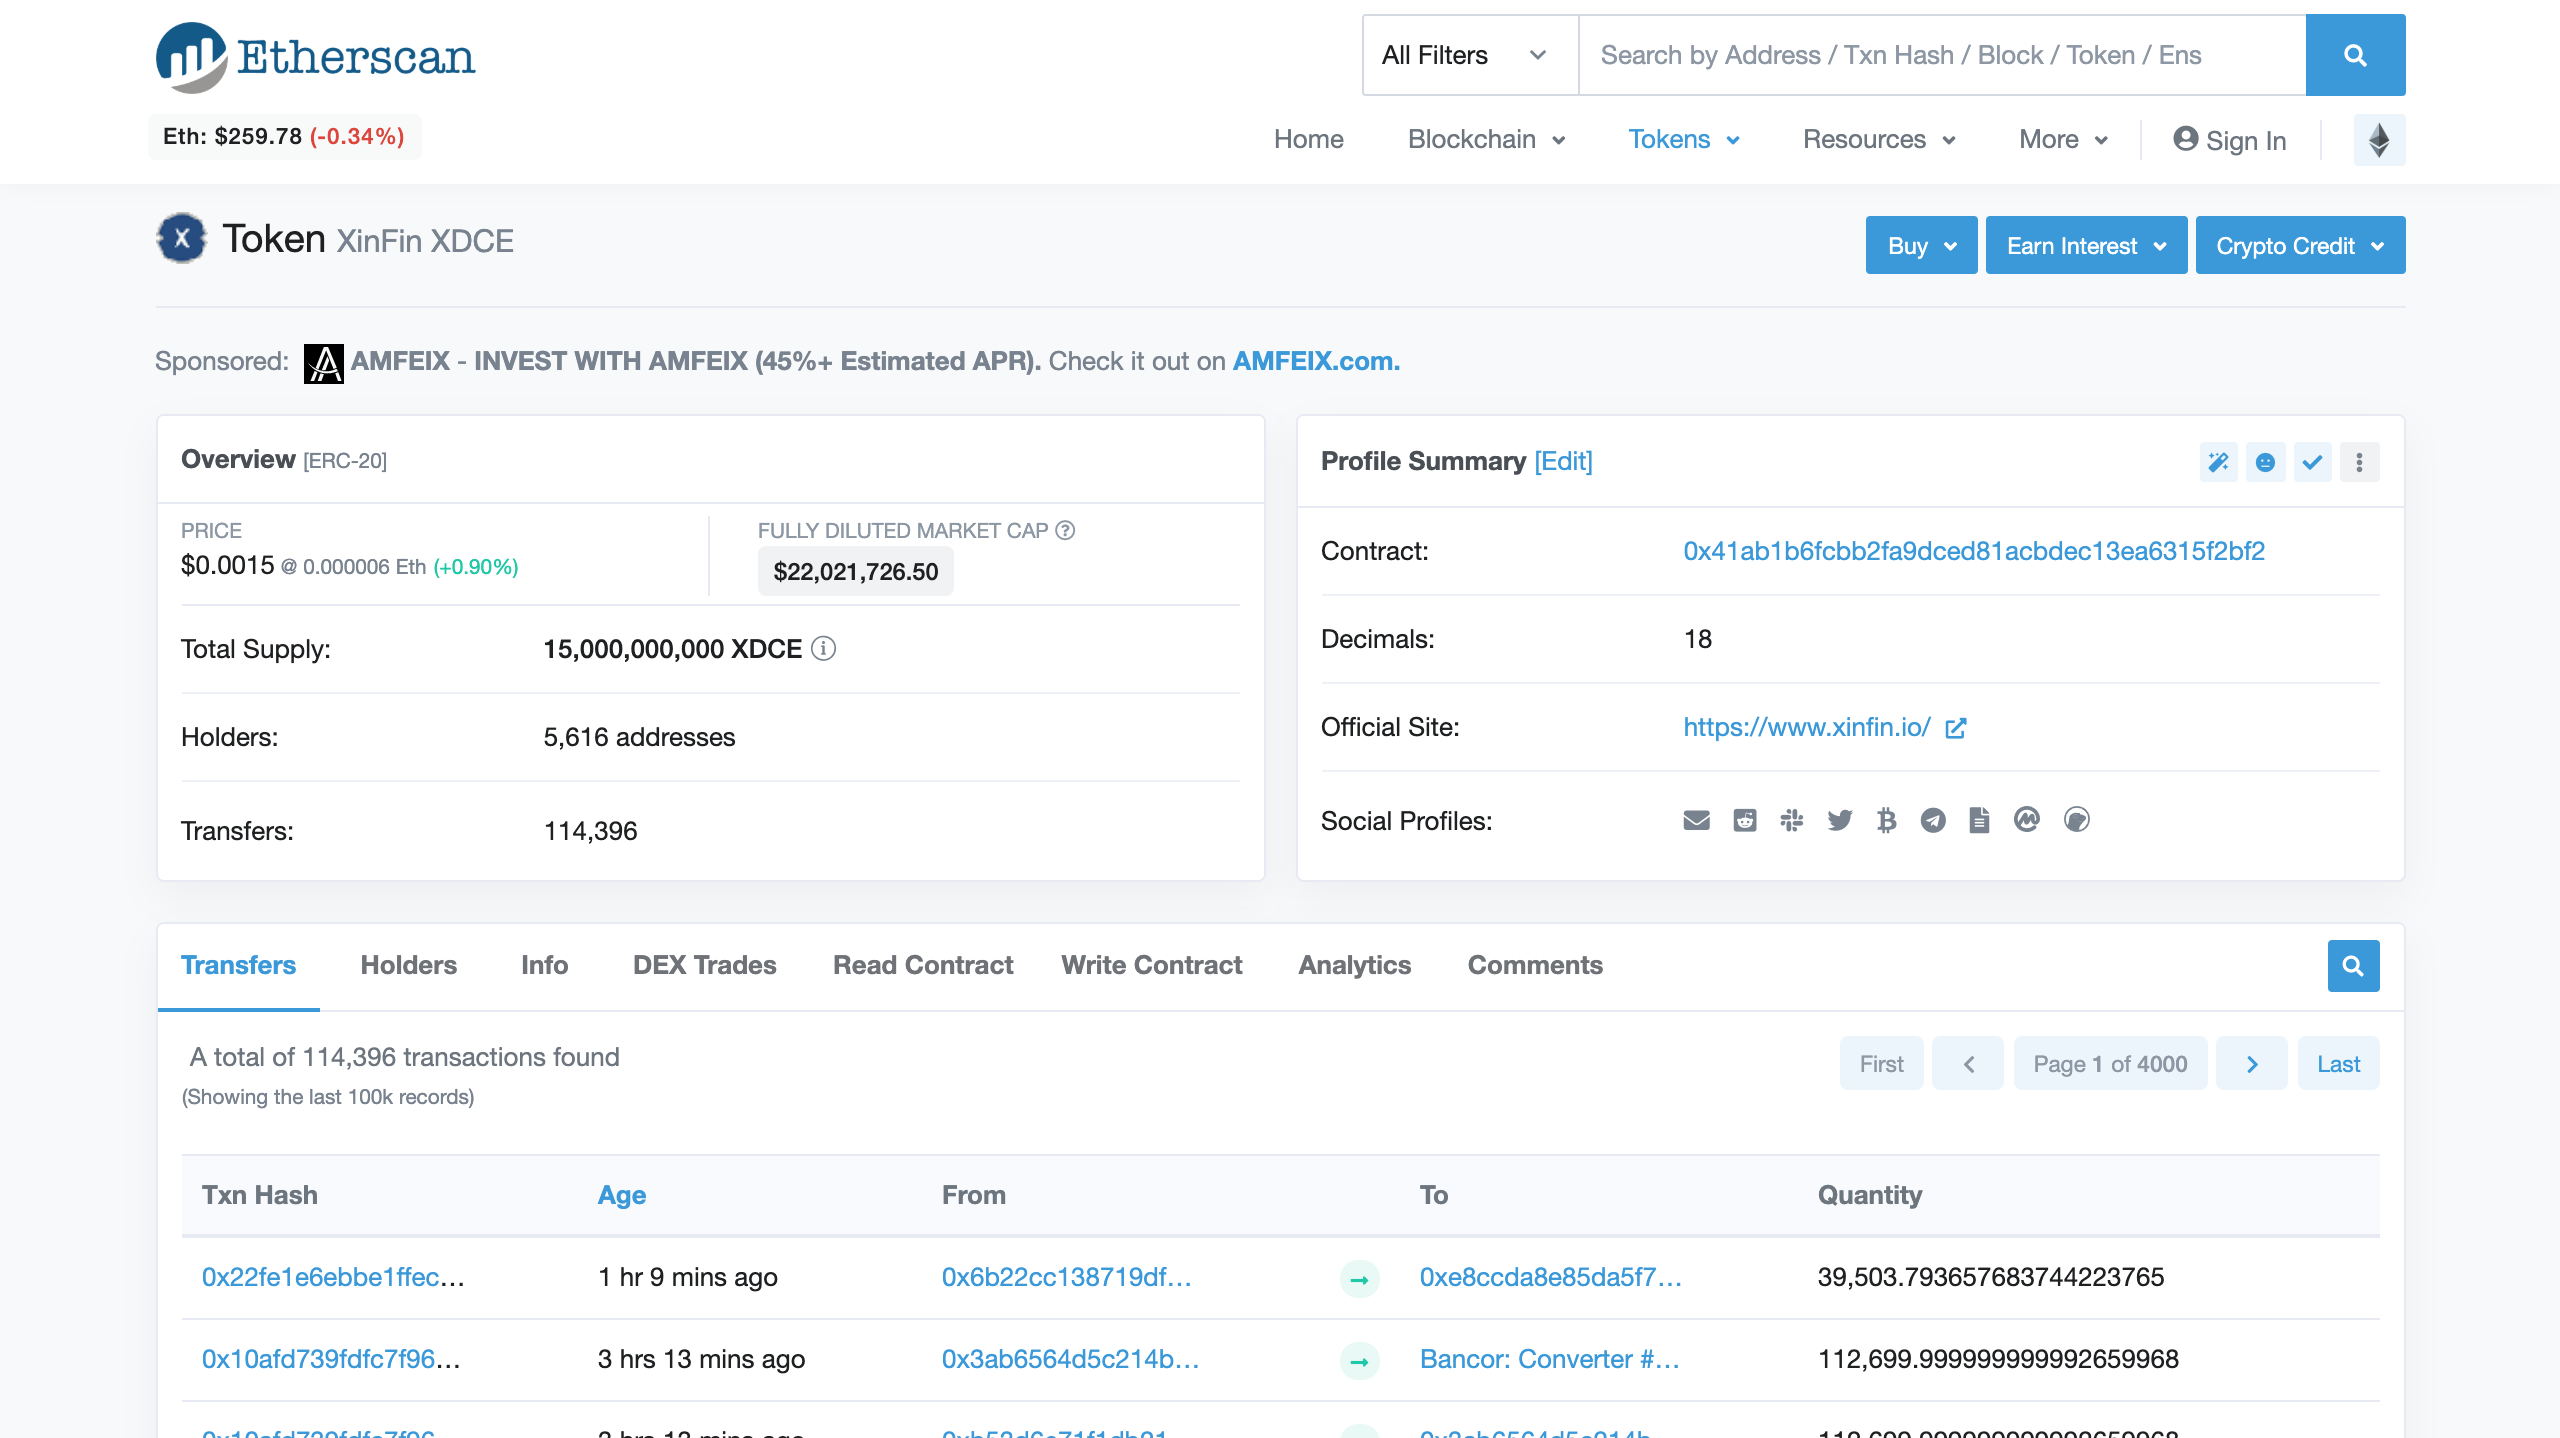 Etherscan
All Filters
Search by Address / Txn Hash / Block / Token / Ens
Eth: $259.78 (-0.34%)
Home Blockchain Tokens Resources More Sign In
Token XinFin XDCE
Buy Earn Interest Crypto Credit
Sponsored: AMFEIX - INVEST WITH AMFEIX (45%+ Estimated APR). Check it out on AMFEIX.com.
Overview [ERC-20]
PRICE
$0.0015 @ 0.000006 Eth (+0.90%)
FULLY DILUTED MARKET CAP
$22,021,726.50
Total Supply: 15,000,000,000 XDCE
Holders: 5,616 addresses
Transfers: 114,396
Profile Summary [Edit]
Contract: 0x41ab1b6fcbb2fa9dced81acbdec13ea6315f2bf2
Decimals: 18
Official Site: https://www.xinfin.io/
Social Profiles:
Transfers Holders Info DEX Trades Read Contract Write Contract Analytics Comments
A total of 114,396 transactions found
(Showing the last 100k records)
First Page 1 of 4000 Last
Txn Hash Age From To Quantity
0x22fe1e6ebbe1ffec... 1 hr 9 mins ago 0x6b22cc138719df... 0xe8ccda8e85da5f7... 39,503.793657683744223765
0x10afd739fdfc7f96... 3 hrs 13 mins ago 0x3ab6564d5c214b... Bancor: Converter #... 112,699.999999999992659968